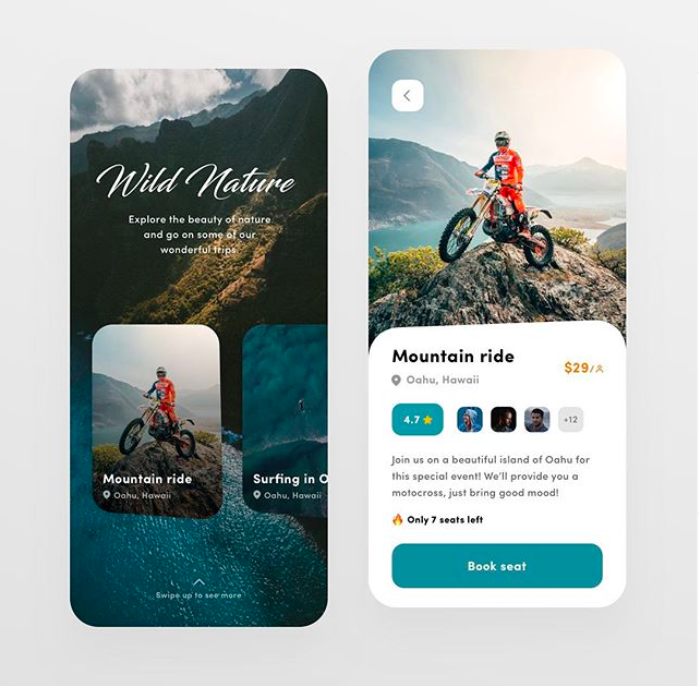 Wild Nature
Explore the beauty of nature
and go on some of our
wonderful trips
Mountain ride
Oahu, Hawaii
Surfing in O
Oahu, Hawaii
Swipe up to see more
Mountain ride
Oahu, Hawaii
$29/
4.7
+12
Join us on a beautiful island of Oahu for
this special event! We'll provide you a
motocross, just bring good mood!
Only 7 seats left
Book seat